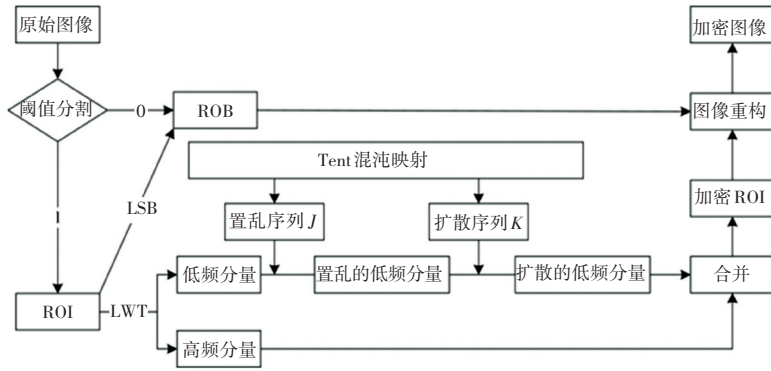 原始图像
加密图像
阈值分割
0
ROB
图像重构
Tent混沌映射
1
LSB
置乱序列J
扩散序列K
加密ROI
低频分量
置乱的低频分量
扩散的低频分量
合并
ROI
LWT
高频分量